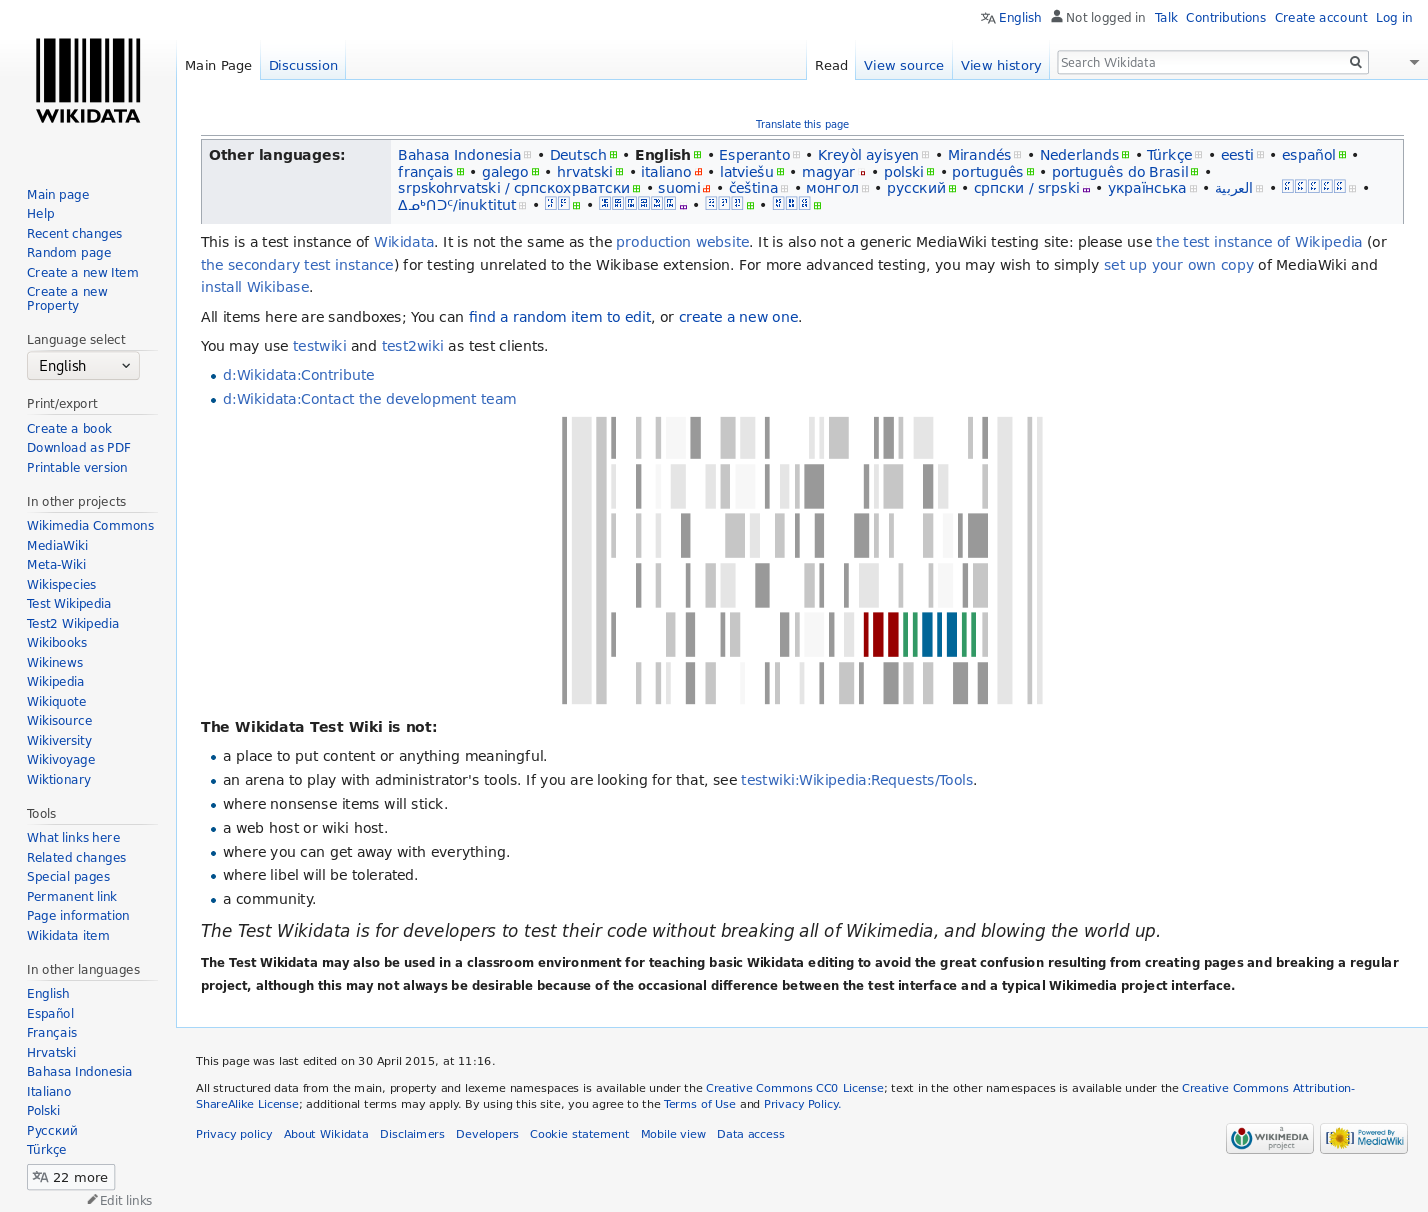 English Not logged in Talk Contributions Create account Log in
WIKIDATA
Main Page Discussion Read View source View history Search Wikidata
Translate this page
Other languages:
Bahasa Indonesia • Deutsch • English • Esperanto • Kreyòl ayisyen • Mirandés • Nederlands • Türkçe • eesti • español •
français • galego • hrvatski • italiano • latviešu • magyar • polski • português • português do Brasil •
srpskohrvatski / српскохрватски • suomi • čeština • монгол • русский • српски / srpski • українська • العربية • •
ᐃᓄᒃᑎᑐᑦ/inuktitut • • • •
This is a test instance of Wikidata. It is not the same as the production website. It is also not a generic MediaWiki testing site: please use the test instance of Wikipedia (or
the secondary test instance) for testing unrelated to the Wikibase extension. For more advanced testing, you may wish to simply set up your own copy of MediaWiki and
install Wikibase.
All items here are sandboxes; You can find a random item to edit, or create a new one.
You may use testwiki and test2wiki as test clients.
• d:Wikidata:Contribute
• d:Wikidata:Contact the development team
The Wikidata Test Wiki is not:
• a place to put content or anything meaningful.
• an arena to play with administrator's tools. If you are looking for that, see testwiki:Wikipedia:Requests/Tools.
• where nonsense items will stick.
• a web host or wiki host.
• where you can get away with everything.
• where libel will be tolerated.
• a community.
The Test Wikidata is for developers to test their code without breaking all of Wikimedia, and blowing the world up.
The Test Wikidata may also be used in a classroom environment for teaching basic Wikidata editing to avoid the great confusion resulting from creating pages and breaking a regular
project, although this may not always be desirable because of the occasional difference between the test interface and a typical Wikimedia project interface.
Main page
Help
Recent changes
Random page
Create a new Item
Create a new
Property
Language select
English
Print/export
Create a book
Download as PDF
Printable version
In other projects
Wikimedia Commons
MediaWiki
Meta-Wiki
Wikispecies
Test Wikipedia
Test2 Wikipedia
Wikibooks
Wikinews
Wikipedia
Wikiquote
Wikisource
Wikiversity
Wikivoyage
Wiktionary
Tools
What links here
Related changes
Special pages
Permanent link
Page information
Wikidata item
In other languages
English
Español
Français
Hrvatski
Bahasa Indonesia
Italiano
Polski
Русский
Türkçe
22 more
Edit links
This page was last edited on 30 April 2015, at 11:16.
All structured data from the main, property and lexeme namespaces is available under the Creative Commons CC0 License; text in the other namespaces is available under the Creative Commons Attribution-
ShareAlike License; additional terms may apply. By using this site, you agree to the Terms of Use and Privacy Policy.
Privacy policy About Wikidata Disclaimers Developers Cookie statement Mobile view Data access
a
WIKIMEDIA
project
Powered By
MediaWiki